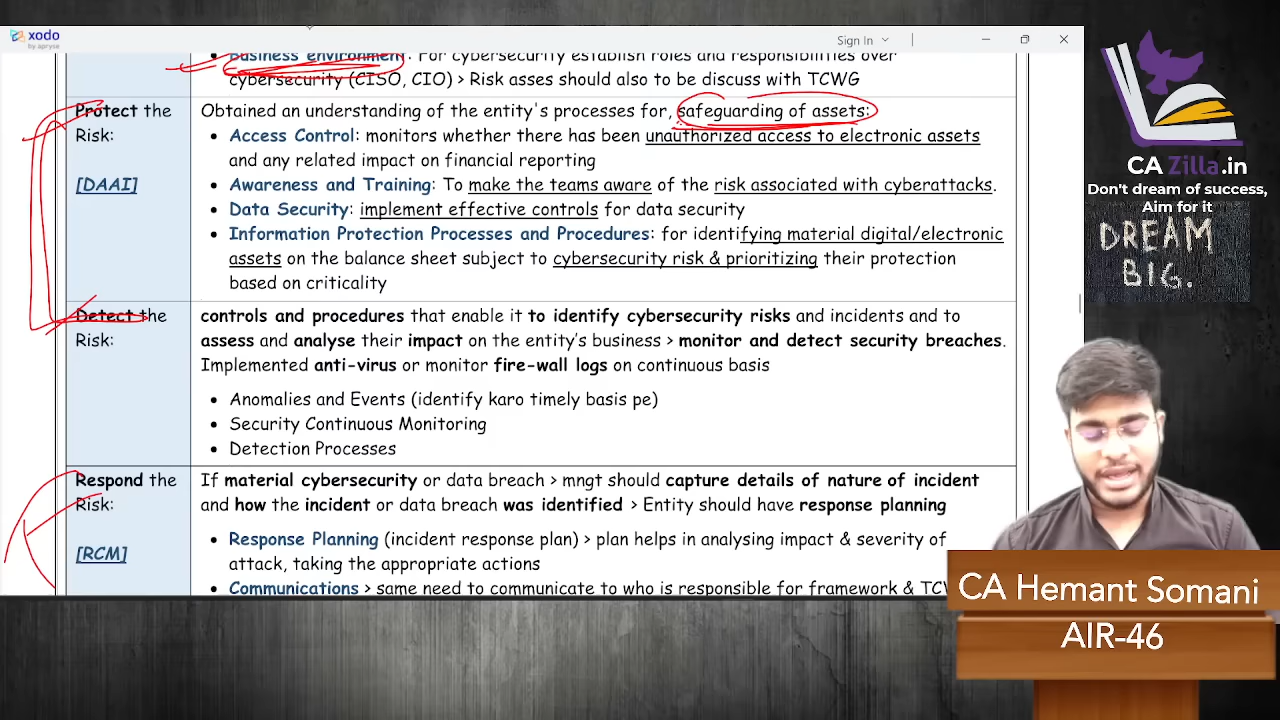 xodo
by apryse
Sign In
• Business environment: For cybersecurity establish roles and responsibilities over
cybersecurity (CISO, CIO) > Risk asses should also to be discuss with TCWG
Protect the
Risk:
[DAAI]
Obtained an understanding of the entity's processes for, safeguarding of assets:
• Access Control: monitors whether there has been unauthorized access to electronic assets
and any related impact on financial reporting
• Awareness and Training: To make the teams aware of the risk associated with cyberattacks.
• Data Security: implement effective controls for data security
• Information Protection Processes and Procedures: for identifying material digital/electronic
assets on the balance sheet subject to cybersecurity risk & prioritizing their protection
based on criticality
Detect the
Risk:
controls and procedures that enable it to identify cybersecurity risks and incidents and to
assess and analyse their impact on the entity's business > monitor and detect security breaches.
Implemented anti-virus or monitor fire-wall logs on continuous basis
• Anomalies and Events (identify karo timely basis pe)
• Security Continuous Monitoring
• Detection Processes
Respond the
Risk:
[RCM]
If material cybersecurity or data breach > mngt should capture details of nature of incident
and how the incident or data breach was identified > Entity should have response planning
• Response Planning (incident response plan) > plan helps in analysing impact & severity of
attack, taking the appropriate actions
• Communications > same need to communicate to who is responsible for framework &
CA Zilla.in
Don't dream of success,
Aim for it
DREAM
BIG.
CA Hemant Somani
AIR-46